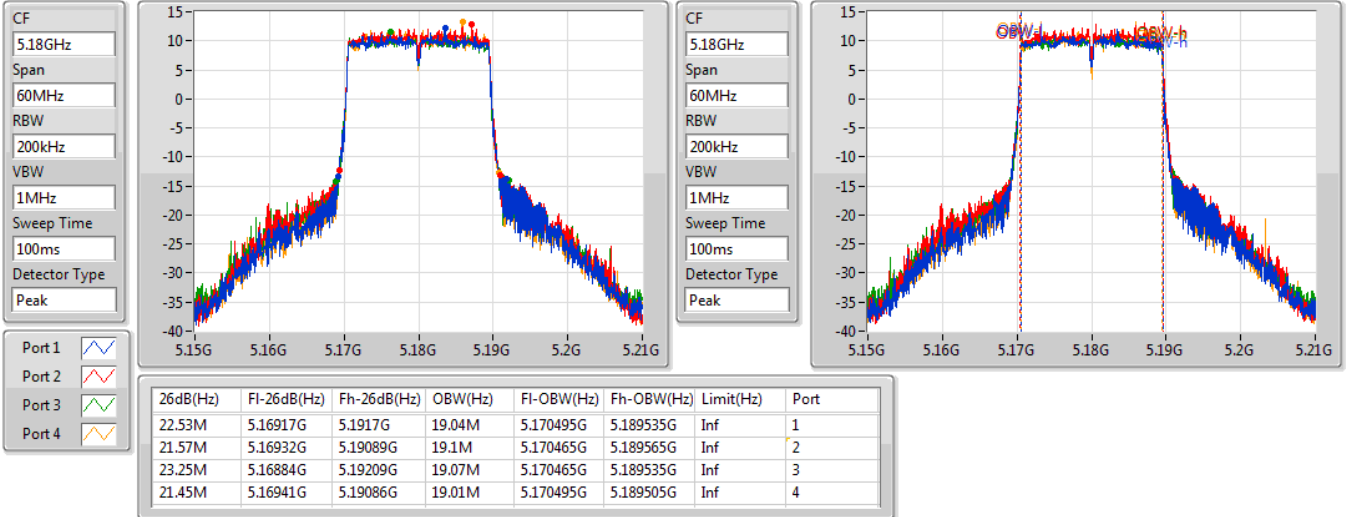 CF
5.18GHz
Span
60MHz
RBW
200kHz
VBW
1MHz
Sweep Time
100ms
Detector Type
Peak
15
10
5
0
-5
-10
-15
-20
-25
-30
-35
-40
5.15G 5.16G 5.17G 5.18G 5.19G 5.2G 5.21G
CF
5.18GHz
Span
60MHz
RBW
200kHz
VBW
1MHz
Sweep Time
100ms
Detector Type
Peak
15
10
5
0
-5
-10
-15
-20
-25
-30
-35
-40
5.15G 5.16G 5.17G 5.18G 5.19G 5.2G 5.21G
Port 1
Port 2
Port 3
Port 4
26dB(Hz) Fl-26dB(Hz) Fh-26dB(Hz) OBW(Hz) Fl-OBW(Hz) Fh-OBW(Hz) Limit(Hz) Port
22.53M 5.16917G 5.1917G 19.04M 5.170495G 5.189535G Inf 1
21.57M 5.16932G 5.19089G 19.1M 5.170465G 5.189565G Inf 2
23.25M 5.16884G 5.19209G 19.07M 5.170465G 5.189535G Inf 3
21.45M 5.16941G 5.19086G 19.01M 5.170495G 5.189505G Inf 4